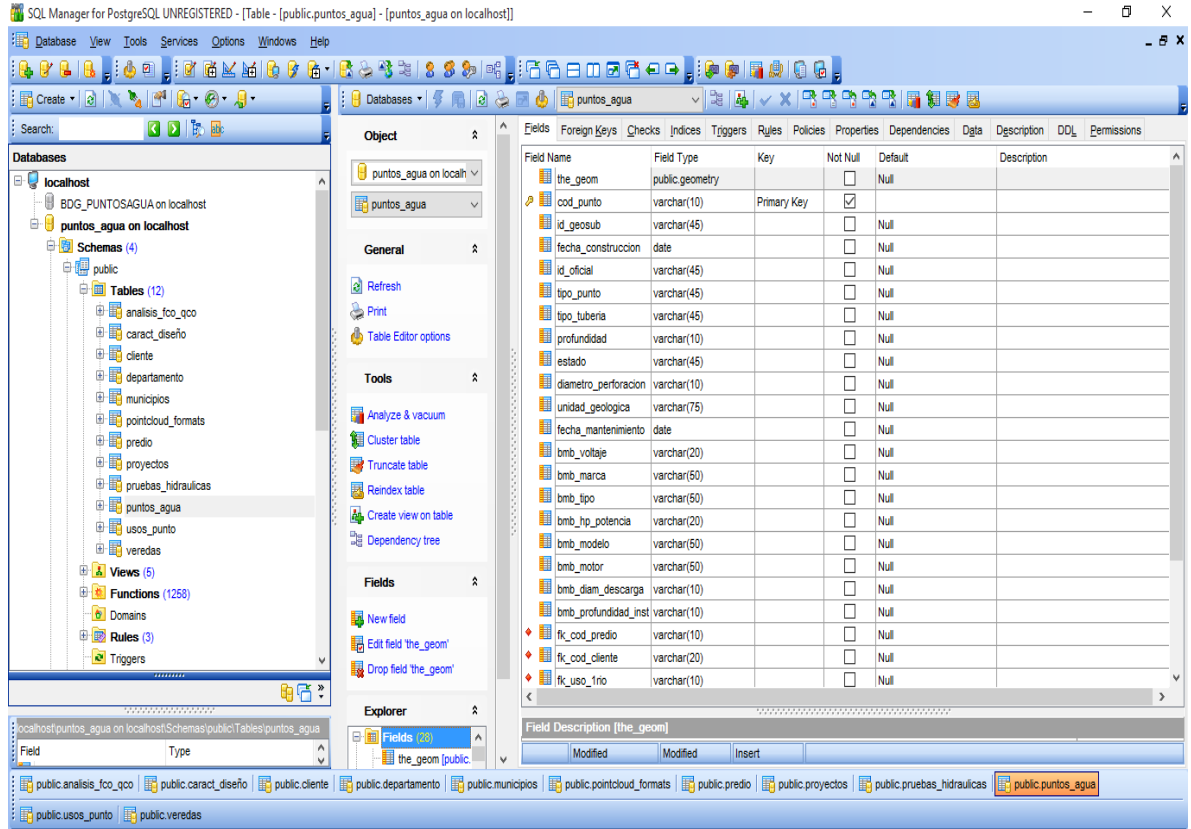 SQL Manager for PostgreSQL UNREGISTERED - [Table - [public.puntos_agua] - [puntos_agua on localhost]]
Database View Tools Services Options Windows Help
Create
Databases
puntos_agua
Search:
Databases
localhost
BDG_PUNTOSAGUA on localhost
puntos_agua on localhost
Schemas (4)
public
Tables (12)
analisis_fco_qco
caract_diseño
cliente
departamento
municipios
pointcloud_formats
predio
proyectos
pruebas_hidraulicas
puntos_agua
usos_punto
veredas
Views (5)
Functions (1258)
Domains
Rules (3)
Triggers
localhost\puntos_agua on localhost\Schemas\public\Tables\puntos_agua
Field Type
Object
puntos_agua on localh
puntos_agua
General
Refresh
Print
Table Editor options
Tools
Analyze & vacuum
Cluster table
Truncate table
Reindex table
Create view on table
Dependency tree
Fields
New field
Edit field 'the_geom'
Drop field 'the_geom'
Explorer
Fields (28)
the_geom [public.
Fields Foreign Keys Checks Indices Triggers Rules Policies Properties Dependencies Data Description DDL Permissions
Field Name Field Type Key Not Null Default Description
the_geom public.geometry Null
cod_punto varchar(10) Primary Key
id_geosub varchar(45) Null
fecha_construccion date Null
id_oficial varchar(45) Null
tipo_punto varchar(45) Null
tipo_tuberia varchar(45) Null
profundidad varchar(10) Null
estado varchar(45) Null
diametro_perforacion varchar(10) Null
unidad_geologica varchar(75) Null
fecha_mantenimiento date Null
bmb_voltaje varchar(20) Null
bmb_marca varchar(50) Null
bmb_tipo varchar(50) Null
bmb_hp_potencia varchar(20) Null
bmb_modelo varchar(50) Null
bmb_motor varchar(50) Null
bmb_diam_descarga varchar(10) Null
bmb_profundidad_inst varchar(10) Null
fk_cod_predio varchar(10) Null
fk_cod_cliente varchar(20) Null
fk_uso_1rio varchar(10) Null
Field Description [the_geom]
Modified Modified Insert
public.analisis_fco_qco public.caract_diseño public.cliente public.departamento public.municipios public.pointcloud_formats public.predio public.proyectos public.pruebas_hidraulicas public.puntos_agua
public.usos_punto public.veredas